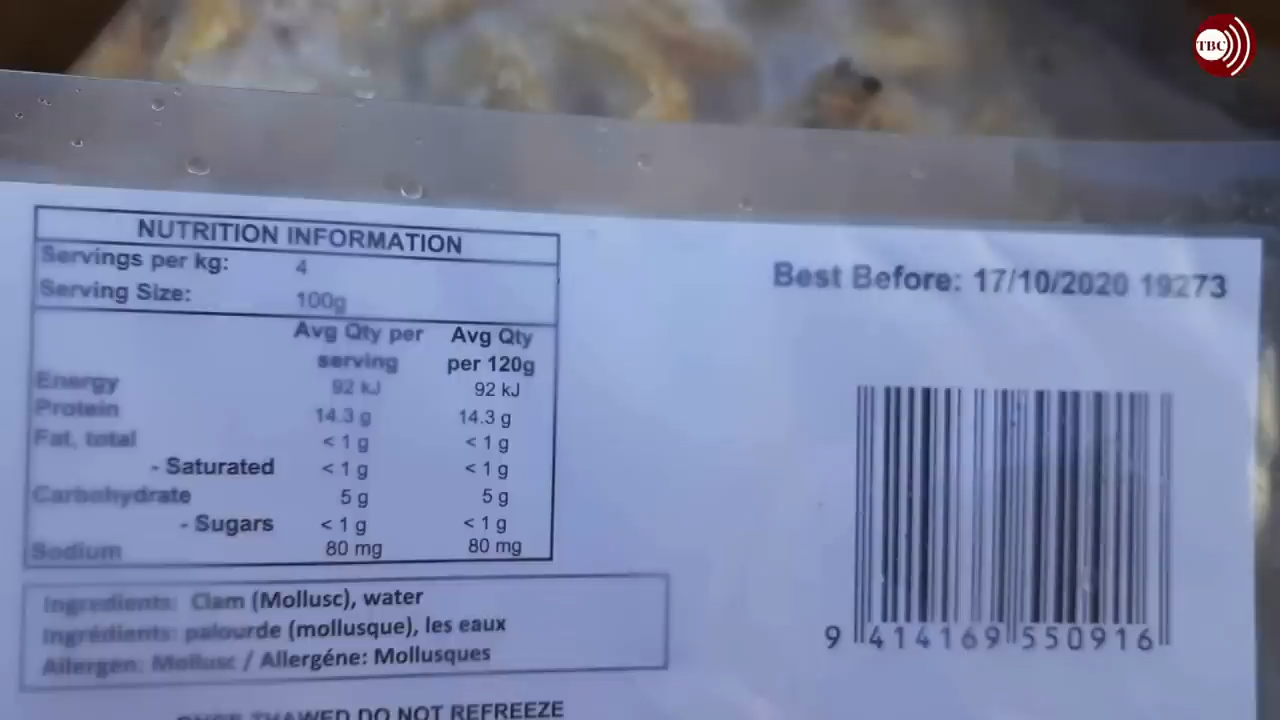 TBC
NUTRITION INFORMATION
Servings per kg: 4
Serving Size: 100g
Avg Qty per serving Avg Qty per 120g
Energy 92 kJ 92 kJ
Protein 14.3 g 14.3 g
Fat, total < 1 g < 1 g
- Saturated < 1 g < 1 g
Carbohydrate 5 g 5 g
- Sugars < 1 g < 1 g
Sodium 80 mg 80 mg
Ingredients: Clam (Mollusc), water
Ingrédients: palourde (mollusque), les eaux
Allergen: Mollusc / Allergéne: Mollusques
ONCE THAWED DO NOT REFREEZE
Best Before: 17/10/2020 19273
9 414169 550916